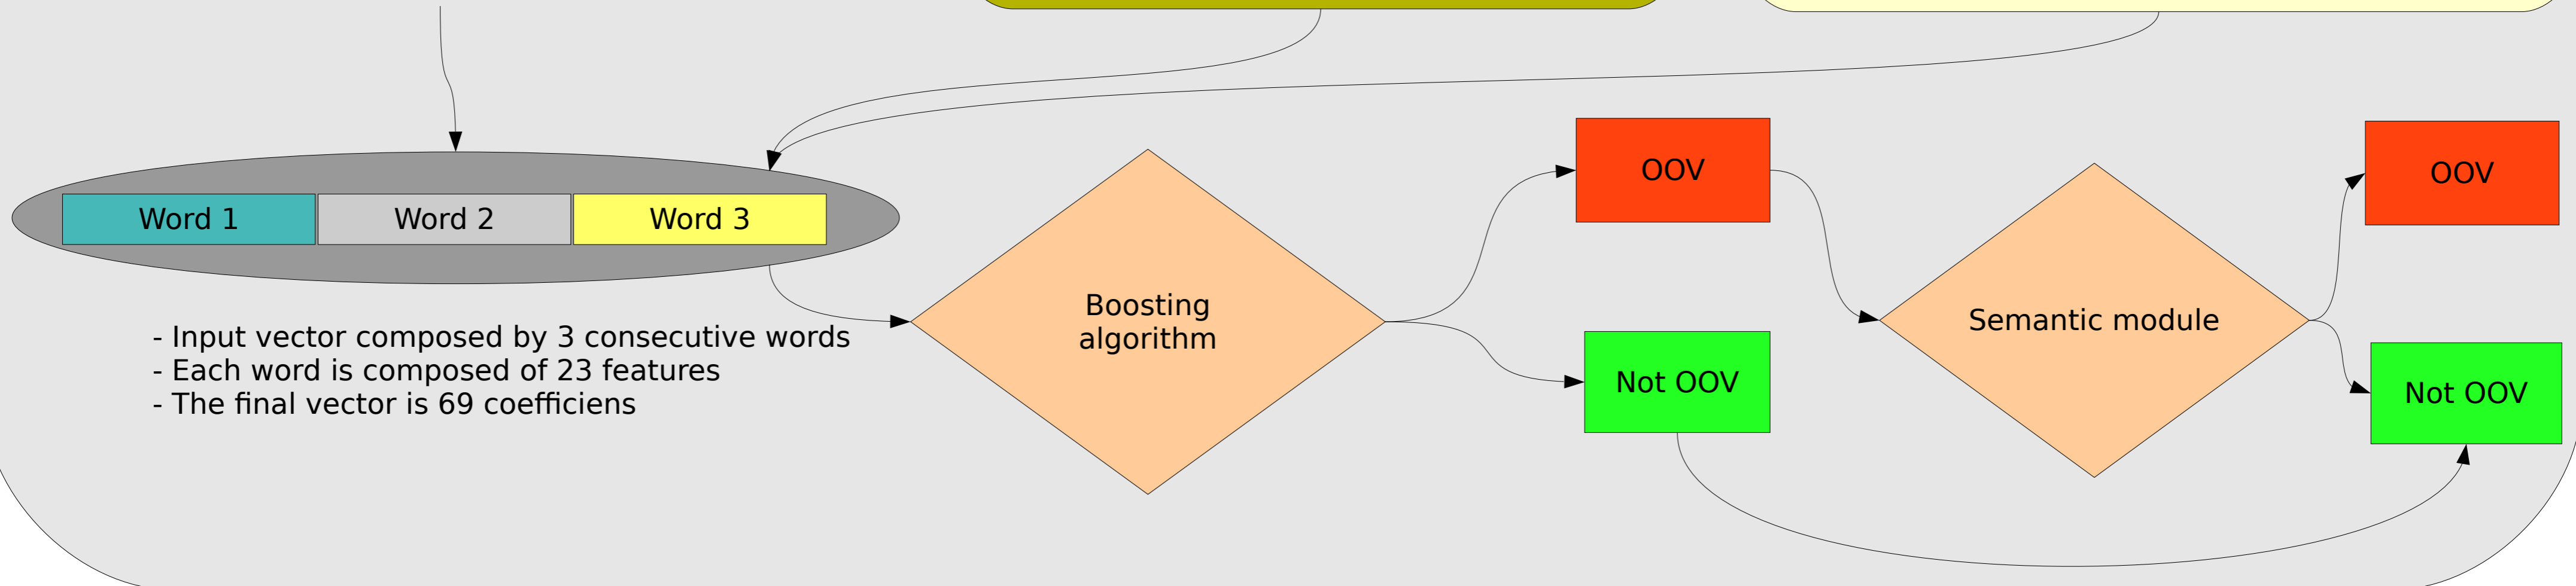 Word 1
Word 2
Word 3
- Input vector composed by 3 consecutive words
- Each word is composed of 23 features
- The final vector is 69 coefficiens
Boosting
algorithm
OOV
Not OOV
Semantic module
OOV
Not OOV